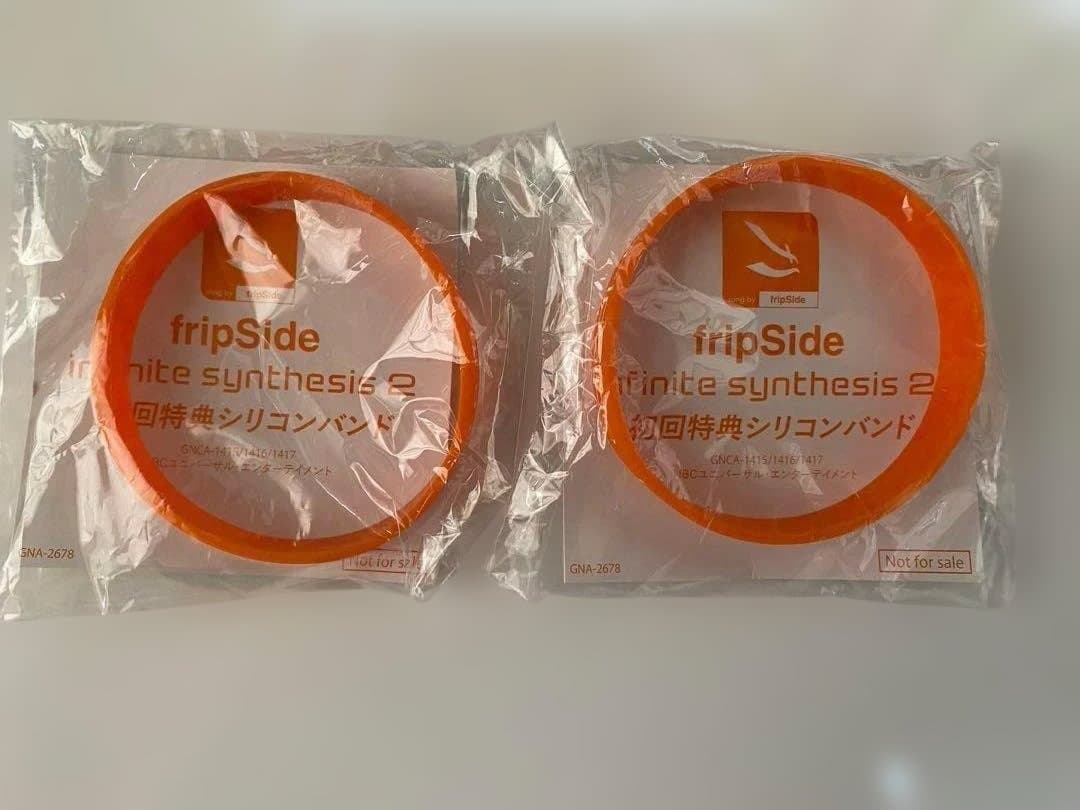 song by fripSide
fripSide
infinite synthesis 2
回特典シリコンバンド
GNCA-1415/1416/1417
BCユニバーサル・エンターテイメント
GNA-2678
Not for sale
song by fripSide
fripSide
infinite synthesis 2
初回特典シリコンバンド
GNCA-1415/1416/1417
BCユニバーサル・エンターテイメント
GNA-2678
Not for sale